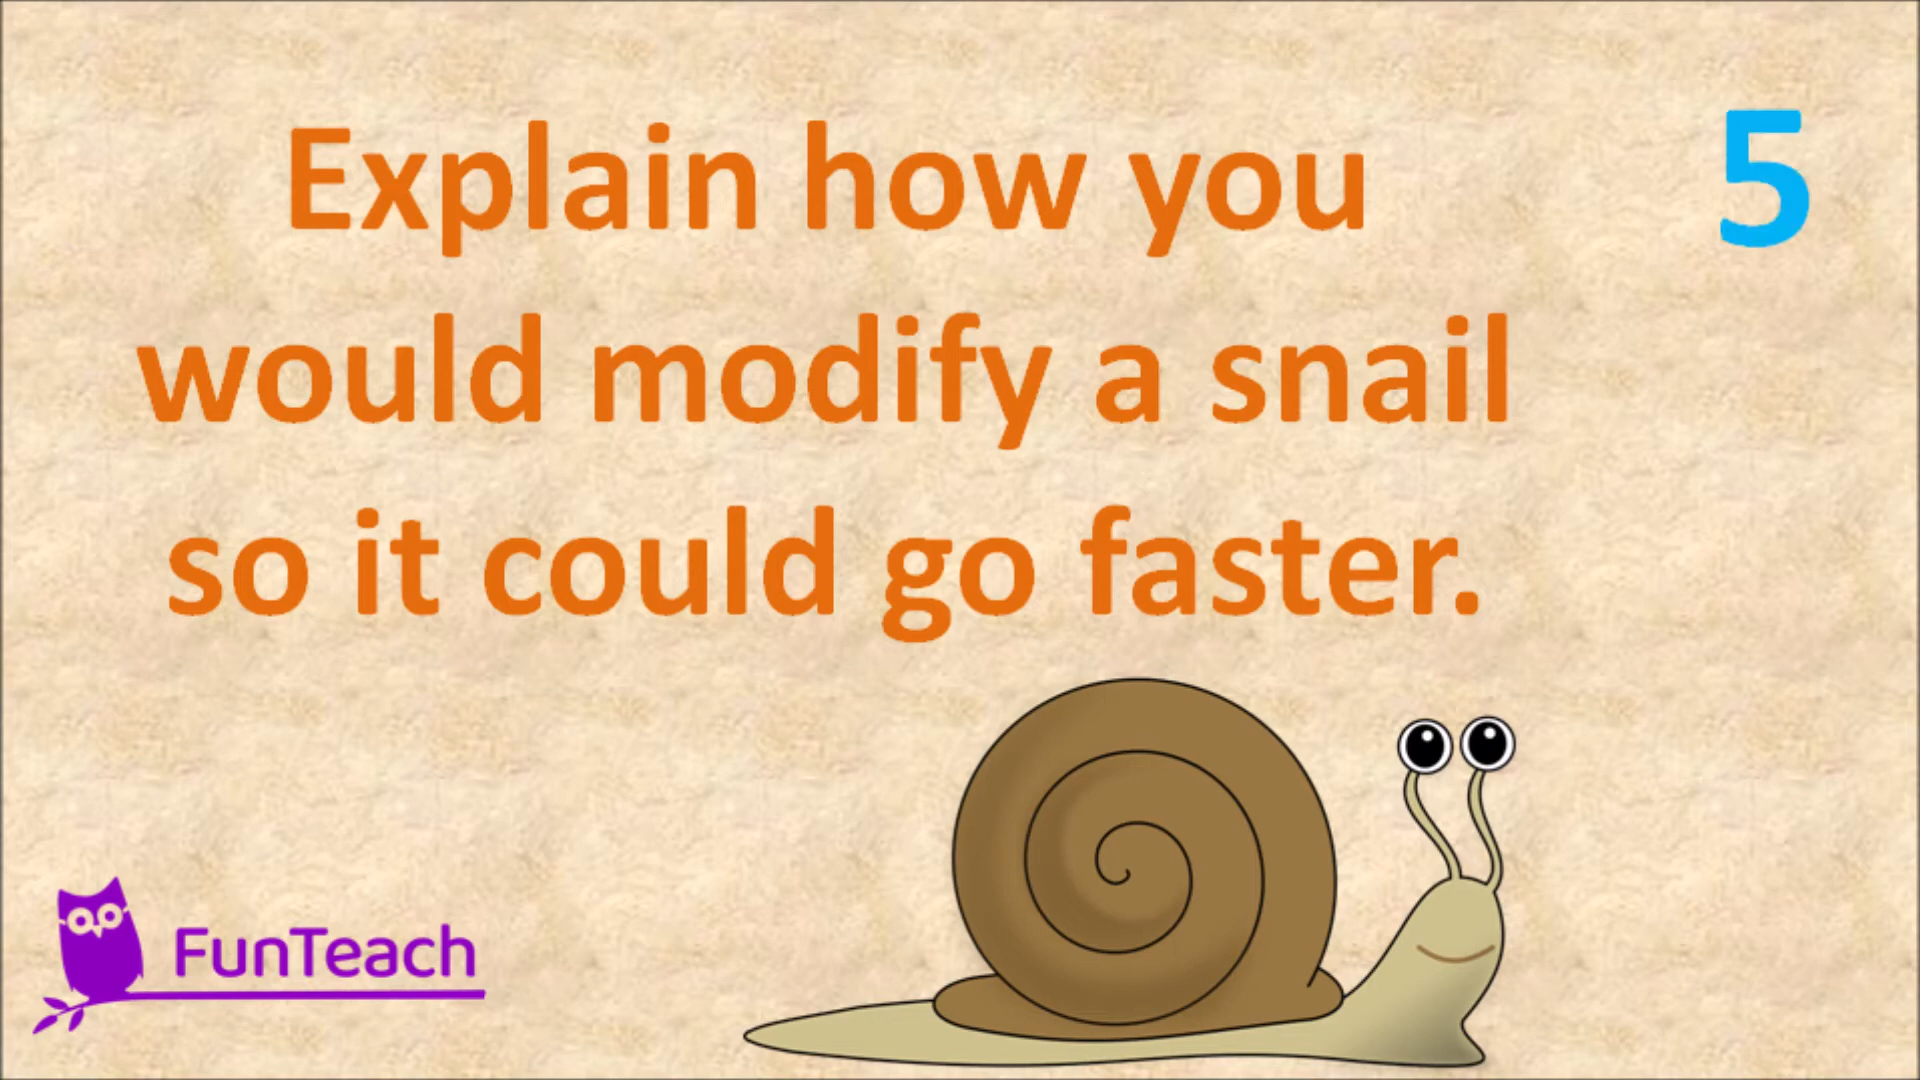 Explain how you
would modify a snail
so it could go faster.
5
FunTeach